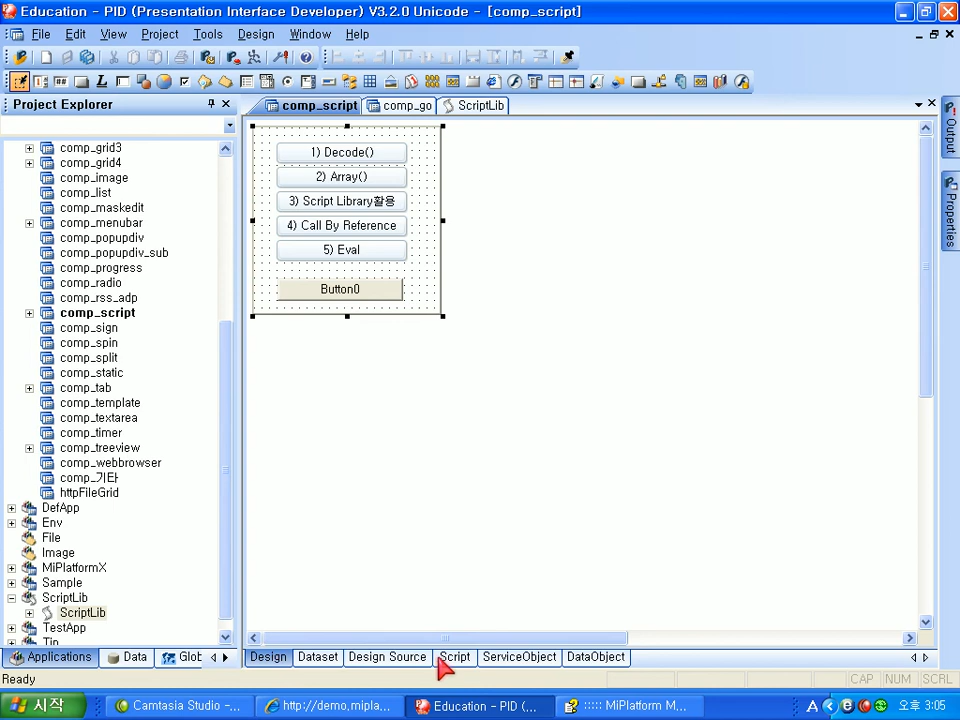 Education - PID (Presentation Interface Developer) V3.2.0 Unicode - [comp_script]
File Edit View Project Tools Design Window Help
Project Explorer
comp_script comp_go ScriptLib
comp_grid3
comp_grid4
comp_image
comp_list
comp_maskedit
comp_menubar
comp_popupdiv
comp_popupdiv_sub
comp_progress
comp_radio
comp_rss_adp
comp_script
comp_sign
comp_spin
comp_split
comp_static
comp_tab
comp_template
comp_textarea
comp_timer
comp_treeview
comp_webbrowser
comp_기타
httpFileGrid
DefApp
Env
File
Image
MiPlatformX
Sample
ScriptLib
ScriptLib
TestApp
Tip
1) Decode()
2) Array()
3) Script Library활용
4) Call By Reference
5) Eval
Button0
Output
Properties
Applications Data Glob
Design Dataset Design Source Script ServiceObject DataObject
Ready
CAP NUM SCRL
시작 Camtasia Studio - ... http://demo,mipla... Education - PID (... ::::: MiPlatform M... A 오후 3:05